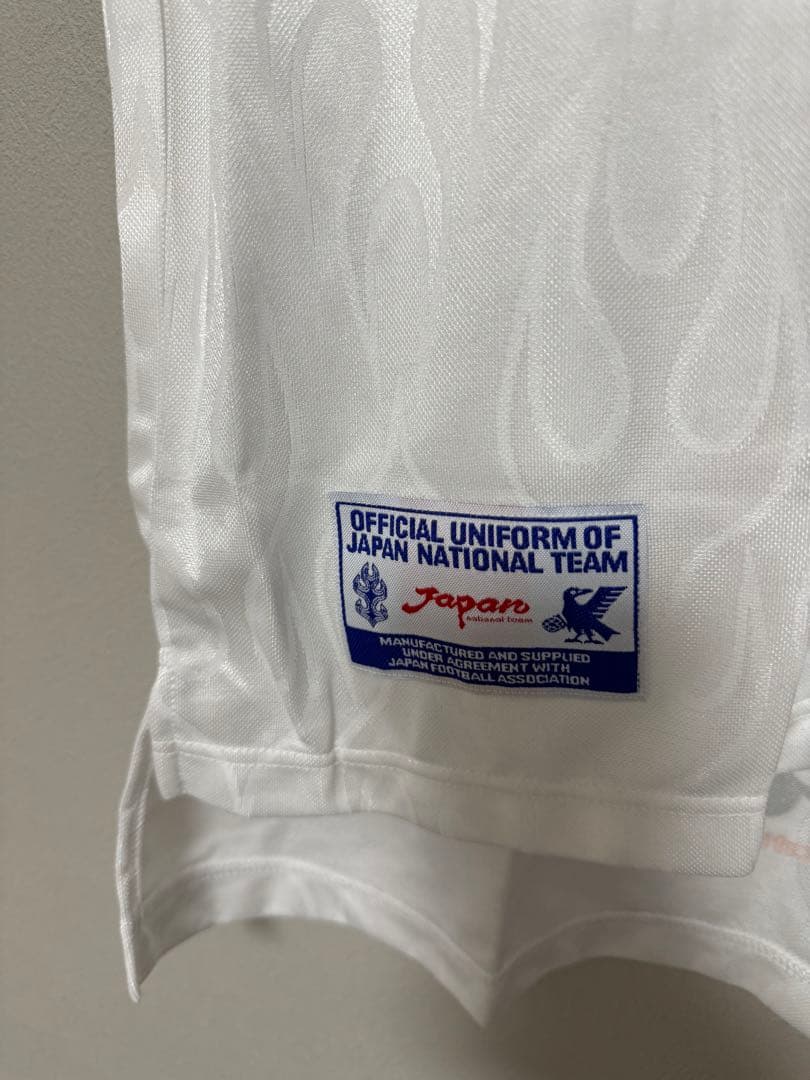 OFFICIAL UNIFORM OF
JAPAN NATIONAL TEAM
Japan
national team
MANUFACTURED AND SUPPLIED
UNDER AGREEMENT WITH
JAPAN FOOTBALL ASSOCIATION